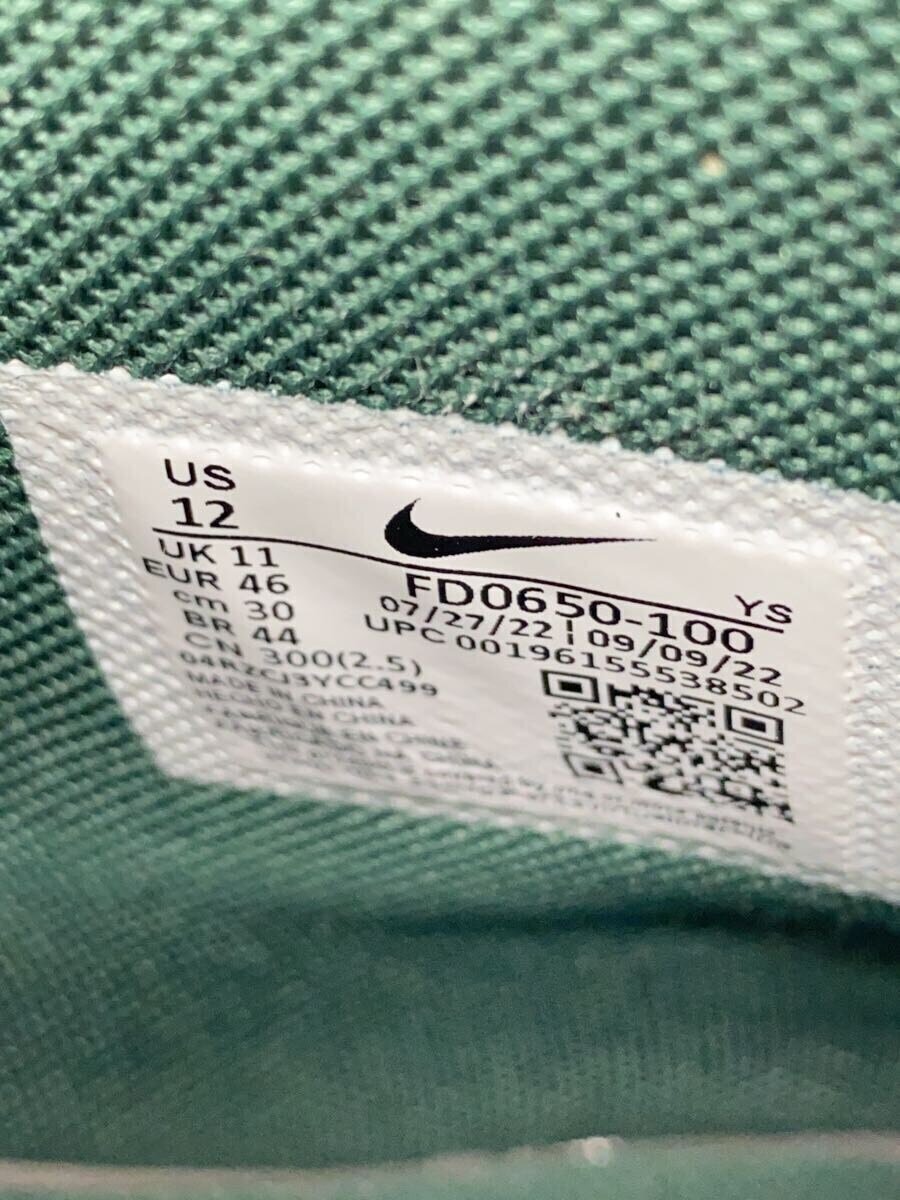 US
12
UK 11
EUR 46
cm 30
BR 44
CN 300(2.5)
04RZCJ3YCC499
MADE IN CHINA
YS
FD0650-100
07/27/22 | 09/09/22
UPC 00196155538502